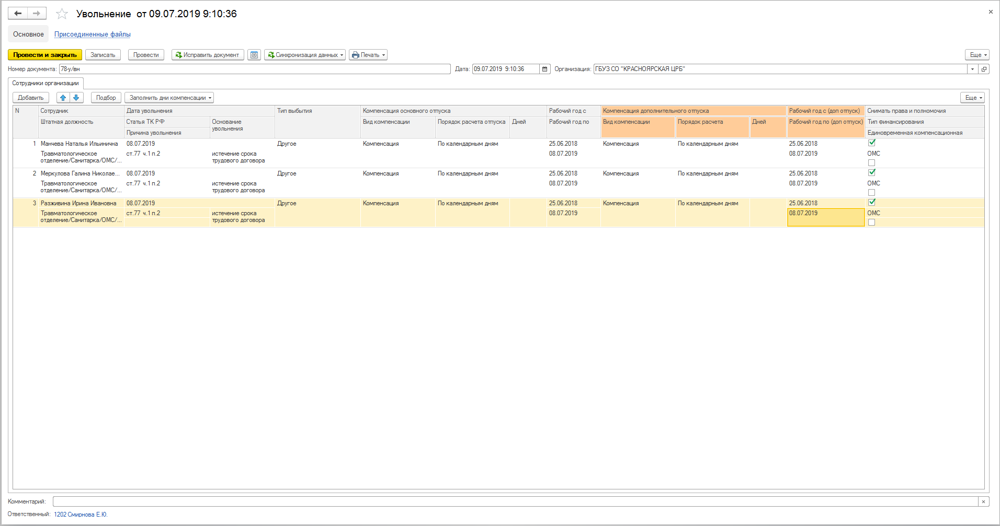 Увольнение от 09.07.2019 9:10:36
Основное Присоединенные файлы
Провести и закрыть Записать Провести Исправить документ Синхронизация данных Печать Еще
Номер документа: 78-у/вн Дата: 09.07.2019 9:10:36 Организация: ГБУЗ СО "КРАСНОЯРСКАЯ ЦРБ"
Сотрудники организации
Добавить Подбор Заполнить дни компенсации Еще
N Сотрудник Дата увольнения Тип выбытия Компенсация основного отпуска Рабочий год с Компенсация дополнительного отпуска Рабочий год с (доп отпуск) Снимать права и полномочия
Штатная должность Статья ТК РФ Основание увольнения Вид компенсации Порядок расчета отпуска Дней Рабочий год по Вид компенсации Порядок расчета Дней Рабочий год по (доп отпуск) Тип финансирования
Причина увольнения Единовременная компенсационная
1 Манчева Наталья Ильинична 08.07.2019 Другое Компенсация По календарным дням 25.06.2018 Компенсация По календарным дням 25.06.2018
Травматологическое ст.77 ч.1 п.2 истечение срока 08.07.2019 08.07.2019 ОМС
отделение/Санитарка/ОМС/... трудового договора
2 Меркулова Галина Николае... 08.07.2019 Другое Компенсация По календарным дням 25.06.2018 Компенсация По календарным дням 25.06.2018
Травматологическое ст.77 ч.1 п.2 истечение срока 08.07.2019 08.07.2019 ОМС
отделение/Санитарка/ОМС/... трудового договора
3 Разживина Ирина Ивановна 08.07.2019 Другое Компенсация По календарным дням 25.06.2018 Компенсация По календарным дням 25.06.2018
Травматологическое ст.77 ч.1 п.2 истечение срока 08.07.2019 08.07.2019 ОМС
отделение/Санитарка/ОМС/... трудового договора
Комментарий:
Ответственный: 1202 Смирнова Е.Ю.